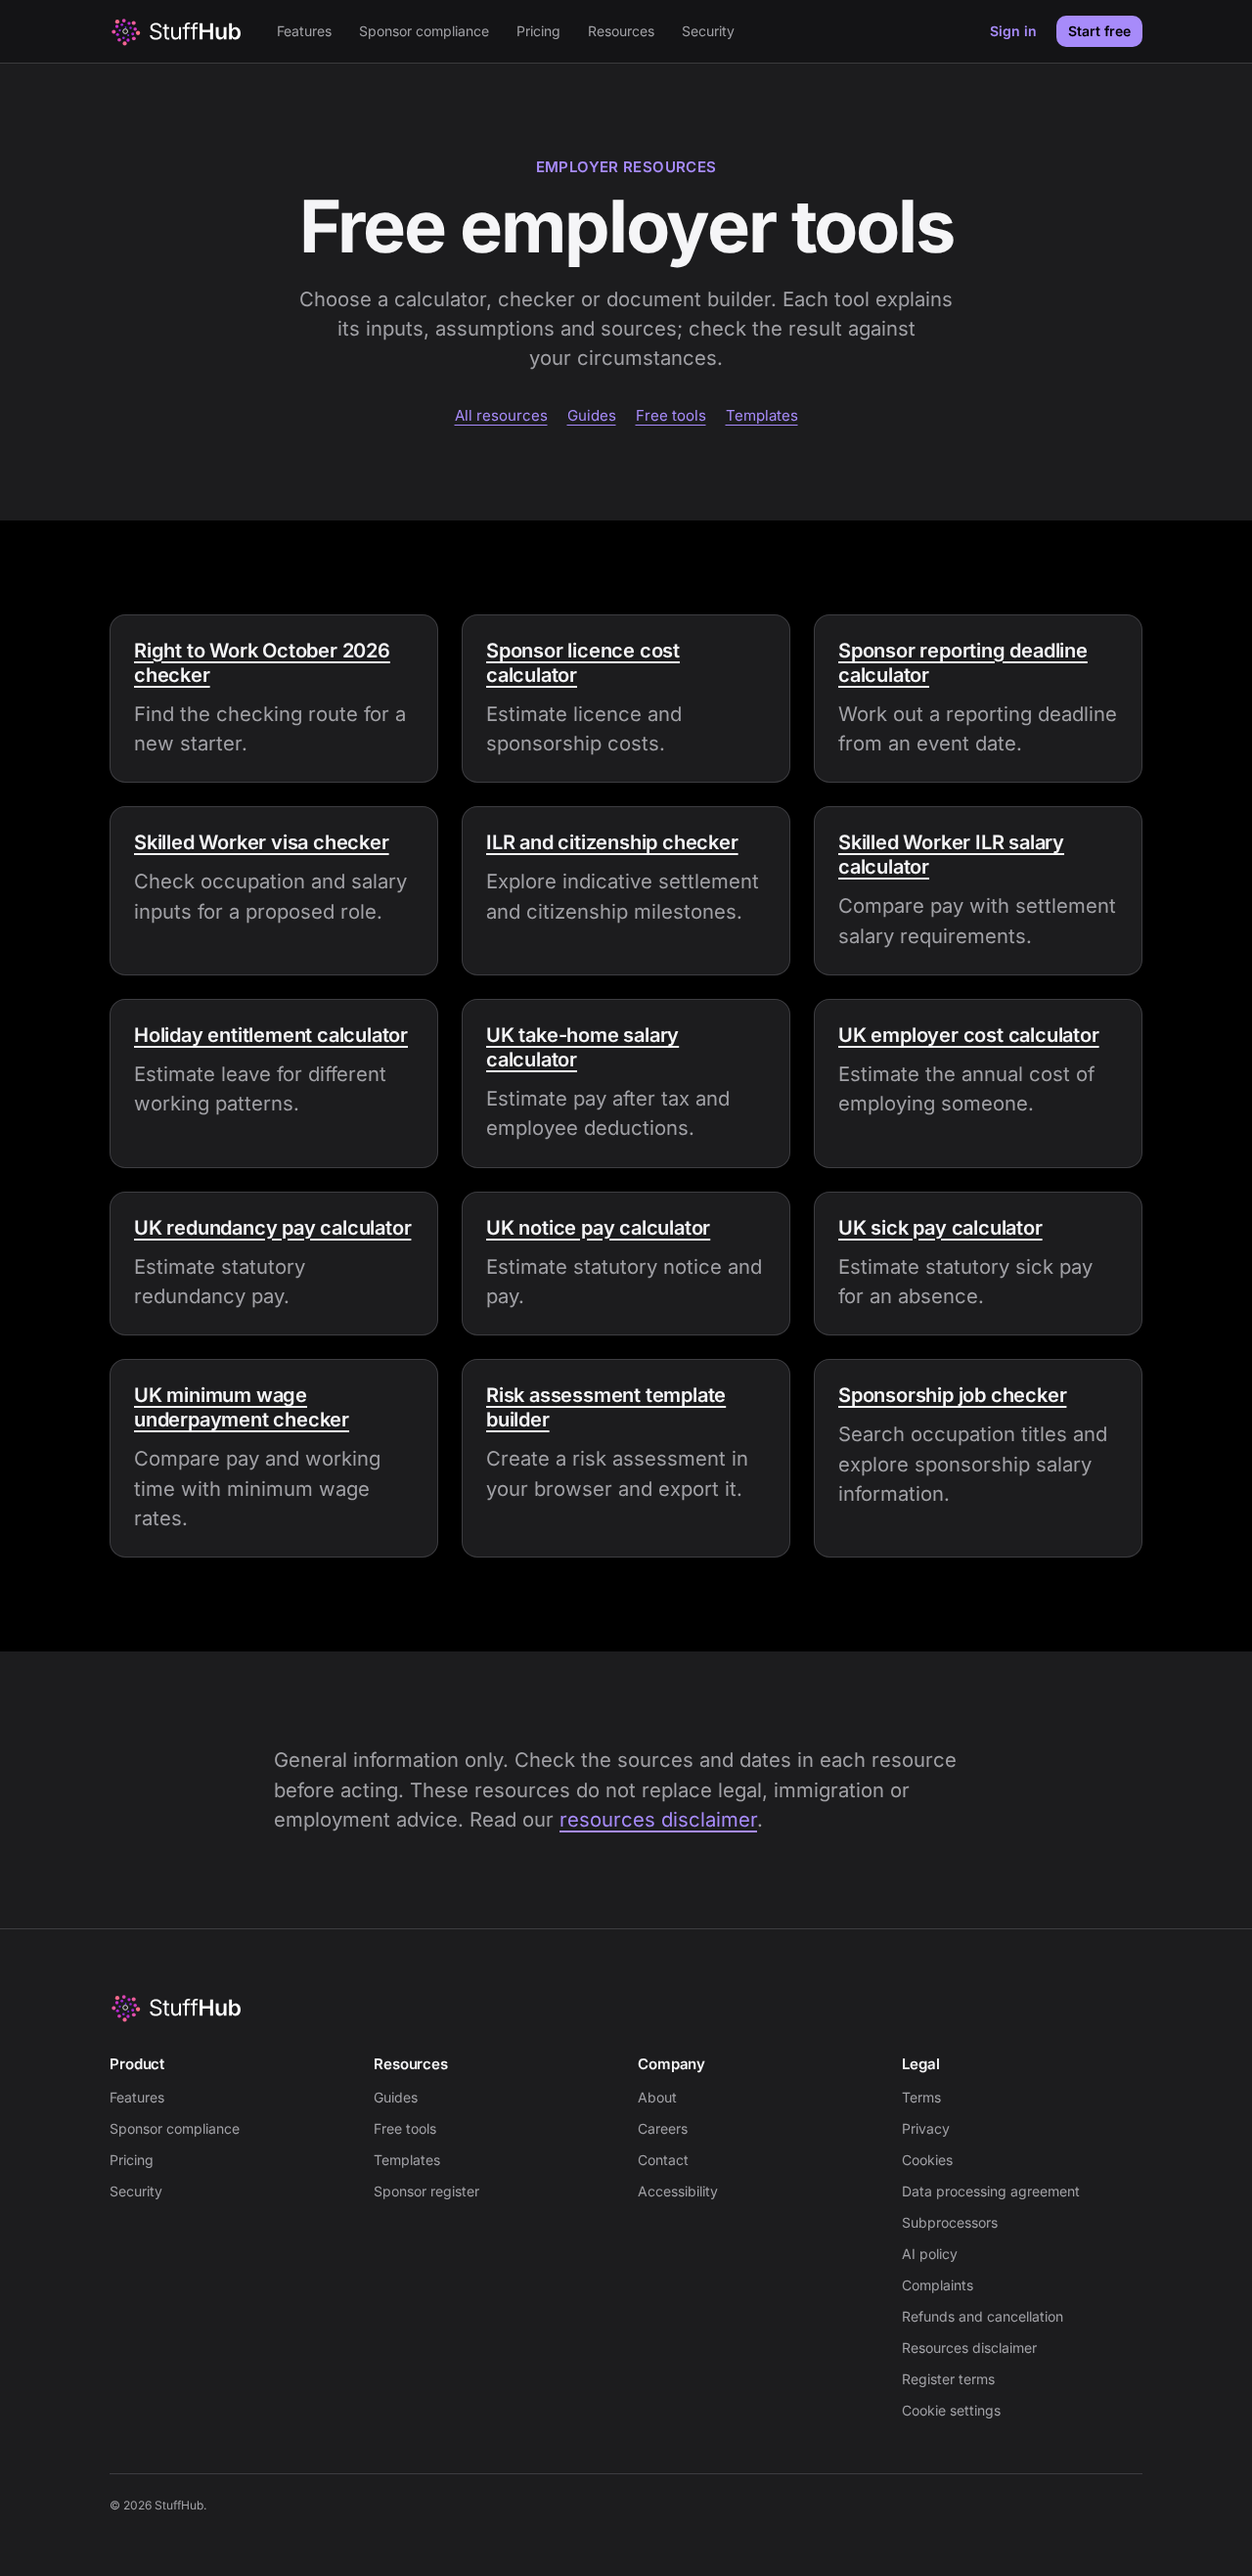 StuffHub
Features
Sponsor compliance
Pricing
Resources
Security
Sign in
Start free
EMPLOYER RESOURCES
Free employer tools
Choose a calculator, checker or document builder. Each tool explains
its inputs, assumptions and sources; check the result against
your circumstances.
All resources
Guides
Free tools
Templates
Right to Work October 2026
checker
Find the checking route for a
new starter.
Sponsor licence cost
calculator
Estimate licence and
sponsorship costs.
Sponsor reporting deadline
calculator
Work out a reporting deadline
from an event date.
Skilled Worker visa checker
Check occupation and salary
inputs for a proposed role.
ILR and citizenship checker
Explore indicative settlement
and citizenship milestones.
Skilled Worker ILR salary
calculator
Compare pay with settlement
salary requirements.
Holiday entitlement calculator
Estimate leave for different
working patterns.
UK take-home salary
calculator
Estimate pay after tax and
employee deductions.
UK employer cost calculator
Estimate the annual cost of
employing someone.
UK redundancy pay calculator
Estimate statutory
redundancy pay.
UK notice pay calculator
Estimate statutory notice and
pay.
UK sick pay calculator
Estimate statutory sick pay
for an absence.
UK minimum wage
underpayment checker
Compare pay and working
time with minimum wage
rates.
Risk assessment template
builder
Create a risk assessment in
your browser and export it.
Sponsorship job checker
Search occupation titles and
explore sponsorship salary
information.
General information only. Check the sources and dates in each resource
before acting. These resources do not replace legal, immigration or
employment advice. Read our resources disclaimer.
StuffHub
Product
Features
Sponsor compliance
Pricing
Security
Resources
Guides
Free tools
Templates
Sponsor register
Company
About
Careers
Contact
Accessibility
Legal
Terms
Privacy
Cookies
Data processing agreement
Subprocessors
AI policy
Complaints
Refunds and cancellation
Resources disclaimer
Register terms
Cookie settings
© 2026 StuffHub.